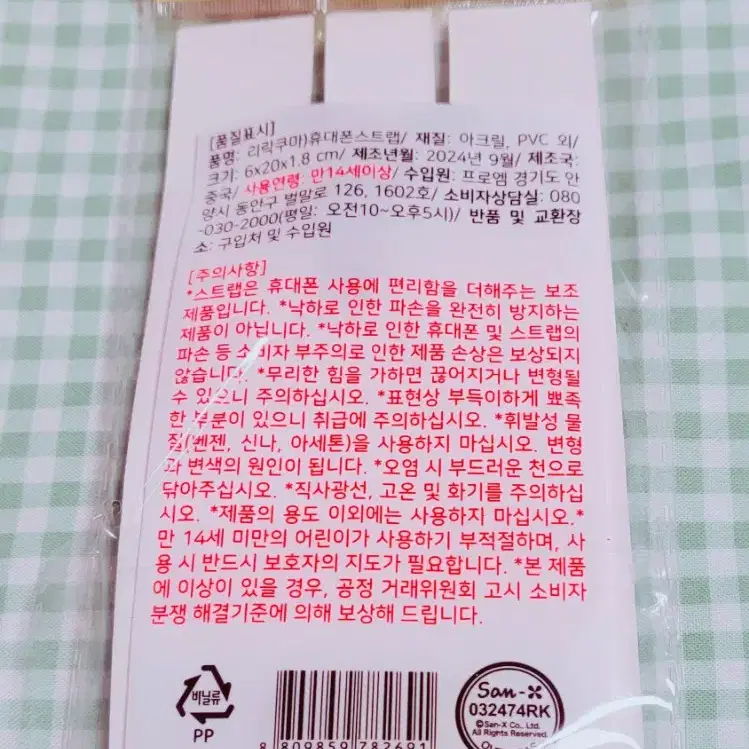 [품질표시]
품명: 리락쿠마)휴대폰스트랩/ 재질: 아크릴, PVC 외/
크기: 6x20x1.8 cm/ 제조년월: 2024년 9월/ 제조국:
중국/ 사용연령: 만14세이상/ 수입원: 프로엠 경기도 안
양시 동안구 벌말로 126, 1602호/ 소비자상담실: 080
-030-2000(평일: 오전10~오후5시)/ 반품 및 교환장
소: 구입처 및 수입원
[주의사항]
*스트랩은 휴대폰 사용에 편리함을 더해주는 보조
제품입니다. *낙하로 인한 파손을 완전히 방지하는
제품이 아닙니다. *낙하로 인한 휴대폰 및 스트랩의
파손 등 소비자 부주의로 인한 제품 손상은 보상되지
않습니다. *무리한 힘을 가하면 끊어지거나 변형될
수 있으니 주의하십시오. *표현상 부득이하게 뾰족
한 부분이 있으니 취급에 주의하십시오. *휘발성 물
질(벤젠, 신나, 아세톤)을 사용하지 마십시오. 변형
과 변색의 원인이 됩니다. *오염 시 부드러운 천으로
닦아주십시오. *직사광선, 고온 및 화기를 주의하십
시오. *제품의 용도 이외에는 사용하지 마십시오.*
만 14세 미만의 어린이가 사용하기 부적절하며, 사
용 시 반드시 보호자의 지도가 필요합니다. *본 제품
에 이상이 있을 경우, 공정 거래위원회 고시 소비자
분쟁 해결기준에 의해 보상해 드립니다.
비닐류
PP
8 809859 782691
San-X
032474RK
©San-X Co., Ltd.
All Rights Reserved.